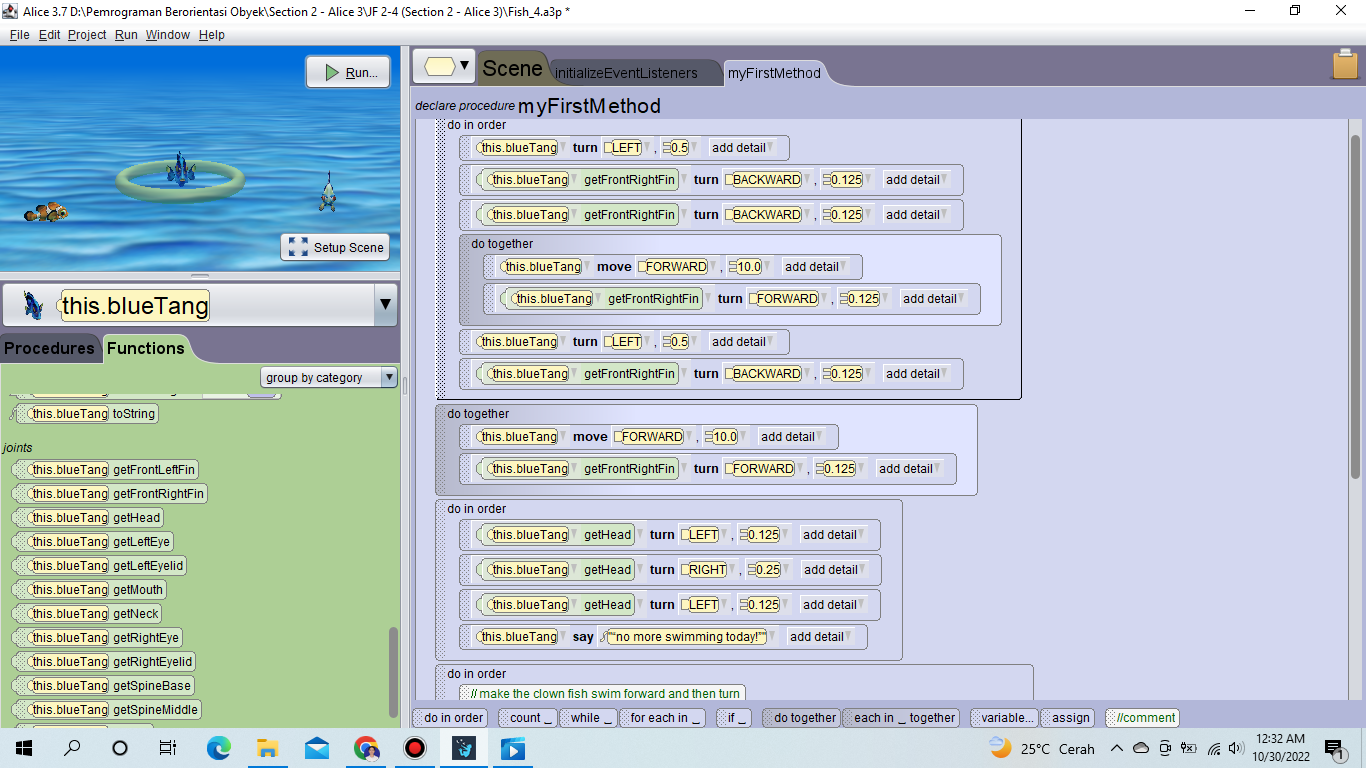 Alice 3.7 D:\Pemrograman Berorientasi Obyek\Section 2 - Alice 3\JF 2-4 (Section 2 - Alice 3)\Fish_4.a3p *
File Edit Project Run Window Help
Run...
Setup Scene
this.blueTang
Procedures Functions
group by category
this.blueTang toString
joints
this.blueTang getFrontLeftFin
this.blueTang getFrontRightFin
this.blueTang getHead
this.blueTang getLeftEye
this.blueTang getLeftEyelid
this.blueTang getMouth
this.blueTang getNeck
this.blueTang getRightEye
this.blueTang getRightEyelid
this.blueTang getSpineBase
this.blueTang getSpineMiddle
Scene initializeEventListeners myFirstMethod
declare procedure myFirstMethod
do in order
this.blueTang turn LEFT , 0.5 add detail
this.blueTang getFrontRightFin turn BACKWARD , 0.125 add detail
this.blueTang getFrontRightFin turn BACKWARD , 0.125 add detail
do together
this.blueTang move FORWARD , 10.0 add detail
this.blueTang getFrontRightFin turn FORWARD , 0.125 add detail
this.blueTang turn LEFT , 0.5 add detail
this.blueTang getFrontRightFin turn BACKWARD , 0.125 add detail
do together
this.blueTang move FORWARD , 10.0 add detail
this.blueTang getFrontRightFin turn FORWARD , 0.125 add detail
do in order
this.blueTang getHead turn LEFT , 0.125 add detail
this.blueTang getHead turn RIGHT , 0.25 add detail
this.blueTang getHead turn LEFT , 0.125 add detail
this.blueTang say ""no more swimming today!"" add detail
do in order
// make the clown fish swim forward and then turn
do in order count _ while _ for each in _ if _ do together each in _ together variable... assign //comment
25°C Cerah
12:32 AM
10/30/2022
1